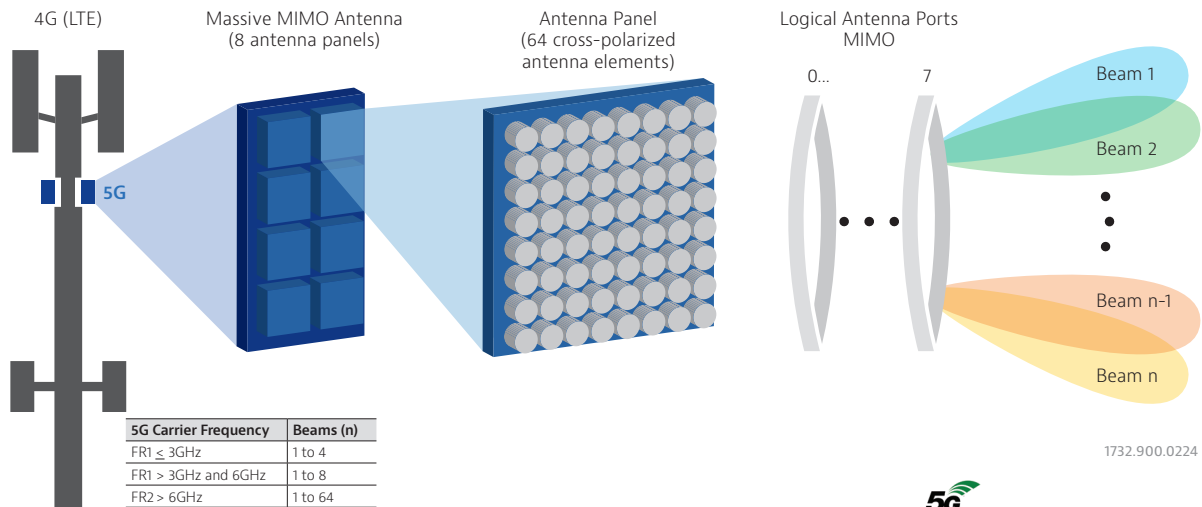 4G (LTE)
Massive MIMO Antenna
(8 antenna panels)
Antenna Panel
(64 cross-polarized
antenna elements)
Logical Antenna Ports
MIMO
0...
7
Beam 1
Beam 2
5G
Beam n-1
Beam n
5G Carrier Frequency Beams (n)
FR1 ≤ 3GHz 1 to 4
FR1 > 3GHz and 6GHz 1 to 8
FR2 > 6GHz 1 to 64
1732.900.0224
5G